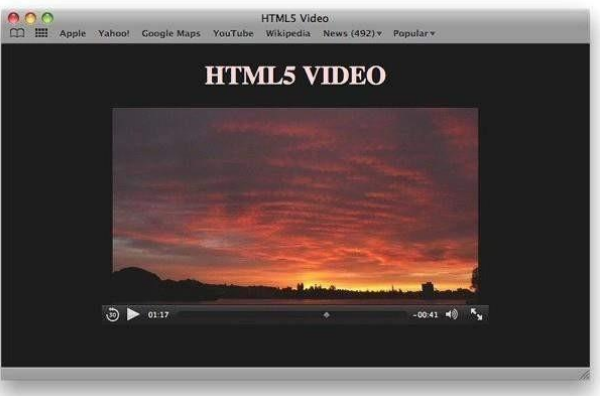 HTML5 Video
Apple Yahoo! Google Maps YouTube Wikipedia News (492)▾ Popular▾
HTML5 VIDEO
30 01:17 -00:41